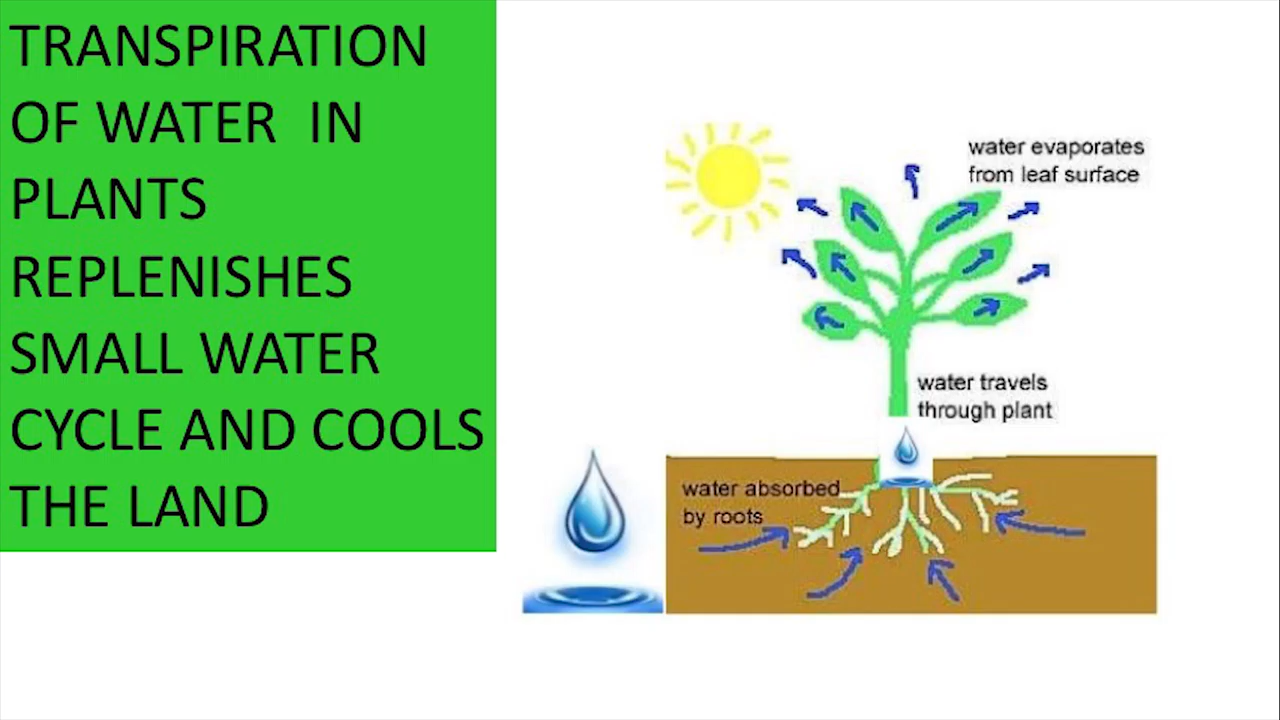 TRANSPIRATION
OF WATER  IN
PLANTS
REPLENISHES
SMALL WATER
CYCLE AND COOLS
THE LAND
water evaporates
from leaf surface
water travels
through plant
water absorbed
by roots